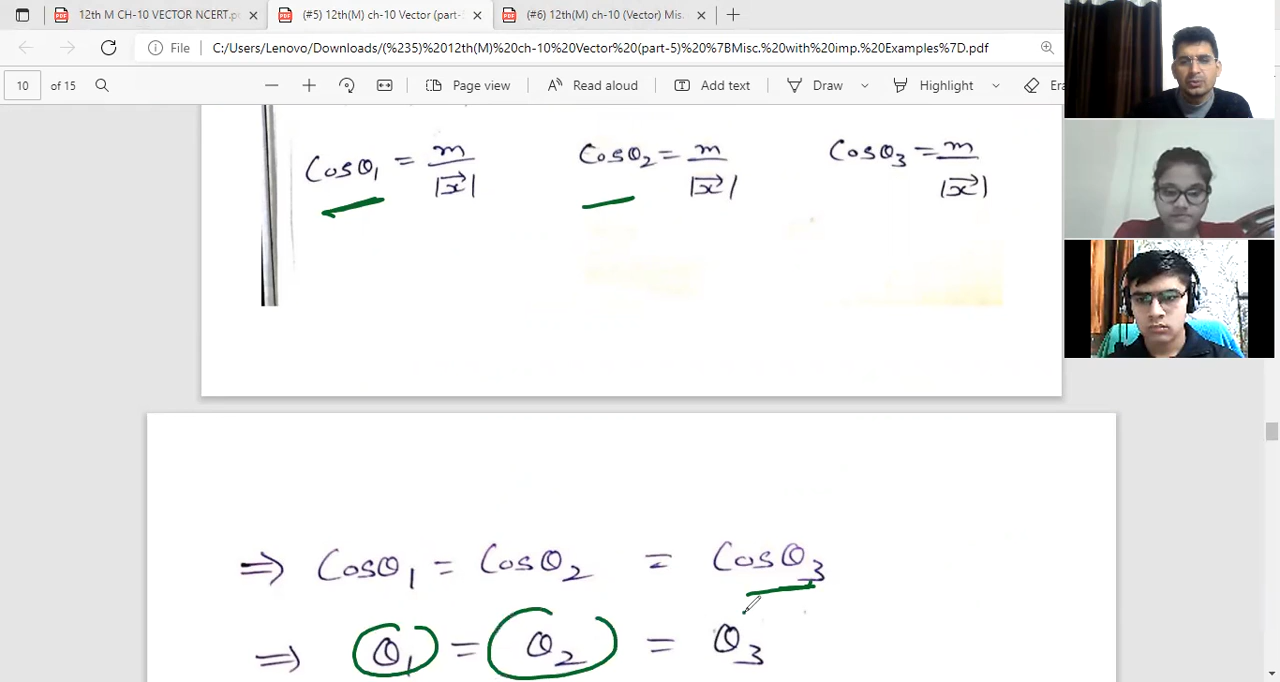 12th M CH-10 VECTOR NCERT.p
(#5) 12th(M) ch-10 Vector (part-
(#6) 12th(M) ch-10 (Vector) Mis.
File C:/Users/Lenovo/Downloads/(%235)%2012th(M)%20ch-10%20Vector%20(part-5)%20%7BMisc.%20with%20imp.%20Examples%7D.pdf
10 of 15 Page view Read aloud Add text Draw Highlight Era
Cosθ₁ = m/|x⃗| Cosθ₂ = m/|x⃗| Cosθ₃ = m/|x⃗|
⇒ Cosθ₁ = Cosθ₂ = Cosθ₃
⇒ θ₁ = θ₂ = θ₃